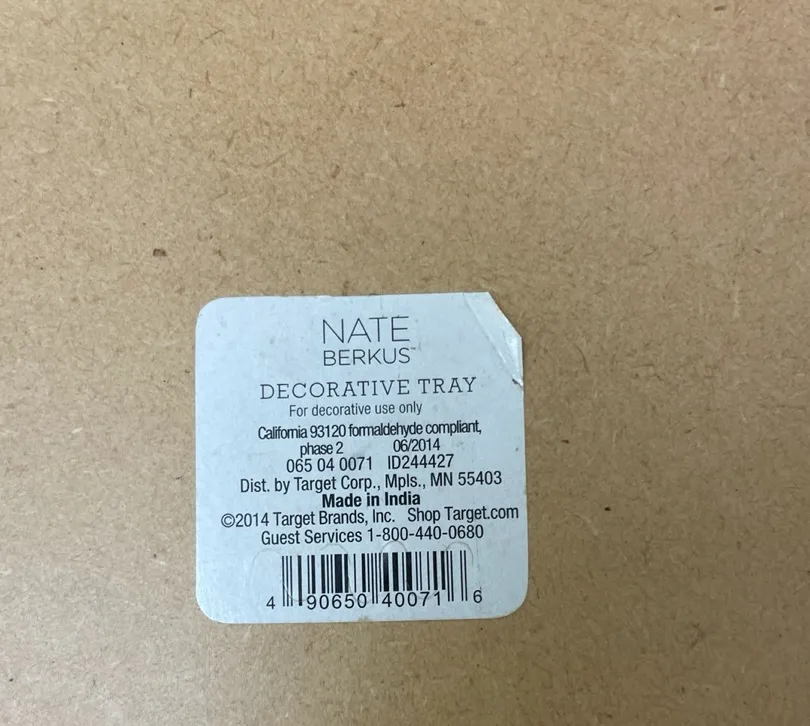 NATE
BERKUS™
DECORATIVE TRAY
For decorative use only
California 93120 formaldehyde compliant,
phase 2 06/2014
065 04 0071 ID244427
Dist. by Target Corp., Mpls., MN 55403
Made in India
©2014 Target Brands, Inc. Shop Target.com
Guest Services 1-800-440-0680
4 90650 40071 6